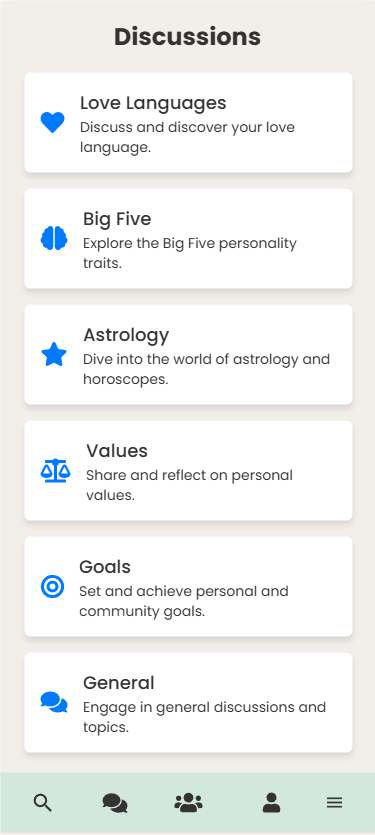 Discussions
Love Languages
Discuss and discover your love
language.
Big Five
Explore the Big Five personality
traits.
Astrology
Dive into the world of astrology and
horoscopes.
Values
Share and reflect on personal
values.
Goals
Set and achieve personal and
community goals.
General
Engage in general discussions and
topics.